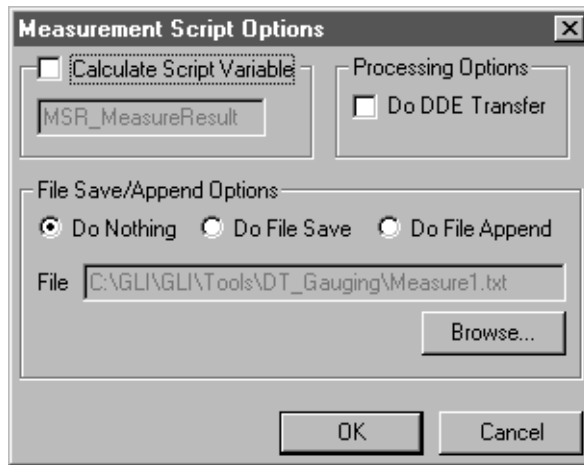 Measurement Script Options
Calculate Script Variable
MSR_MeasureResult
Processing Options
Do DDE Transfer
File Save/Append Options
Do Nothing Do File Save Do File Append
File C:\GLI\GLI\Tools\DT_Gauging\Measure1.txt
Browse...
OK Cancel